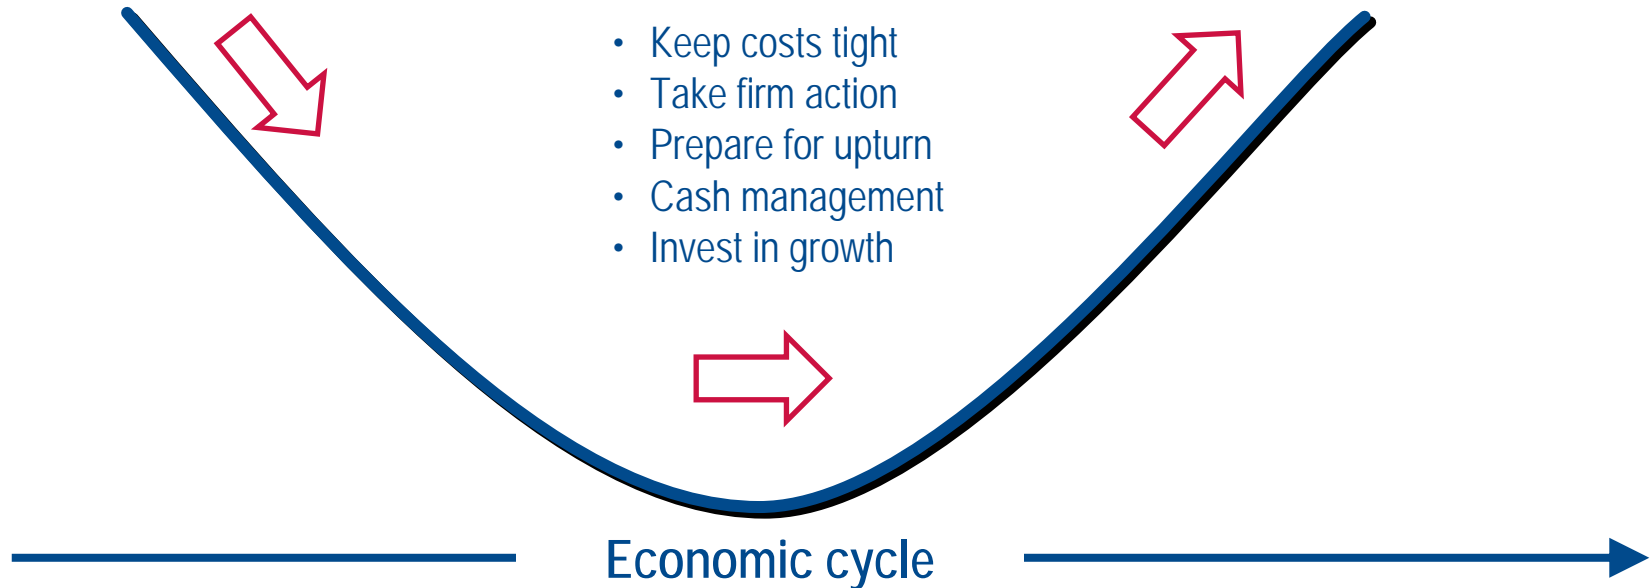 • Keep costs tight
• Take firm action
• Prepare for upturn
• Cash management
• Invest in growth
Economic cycle